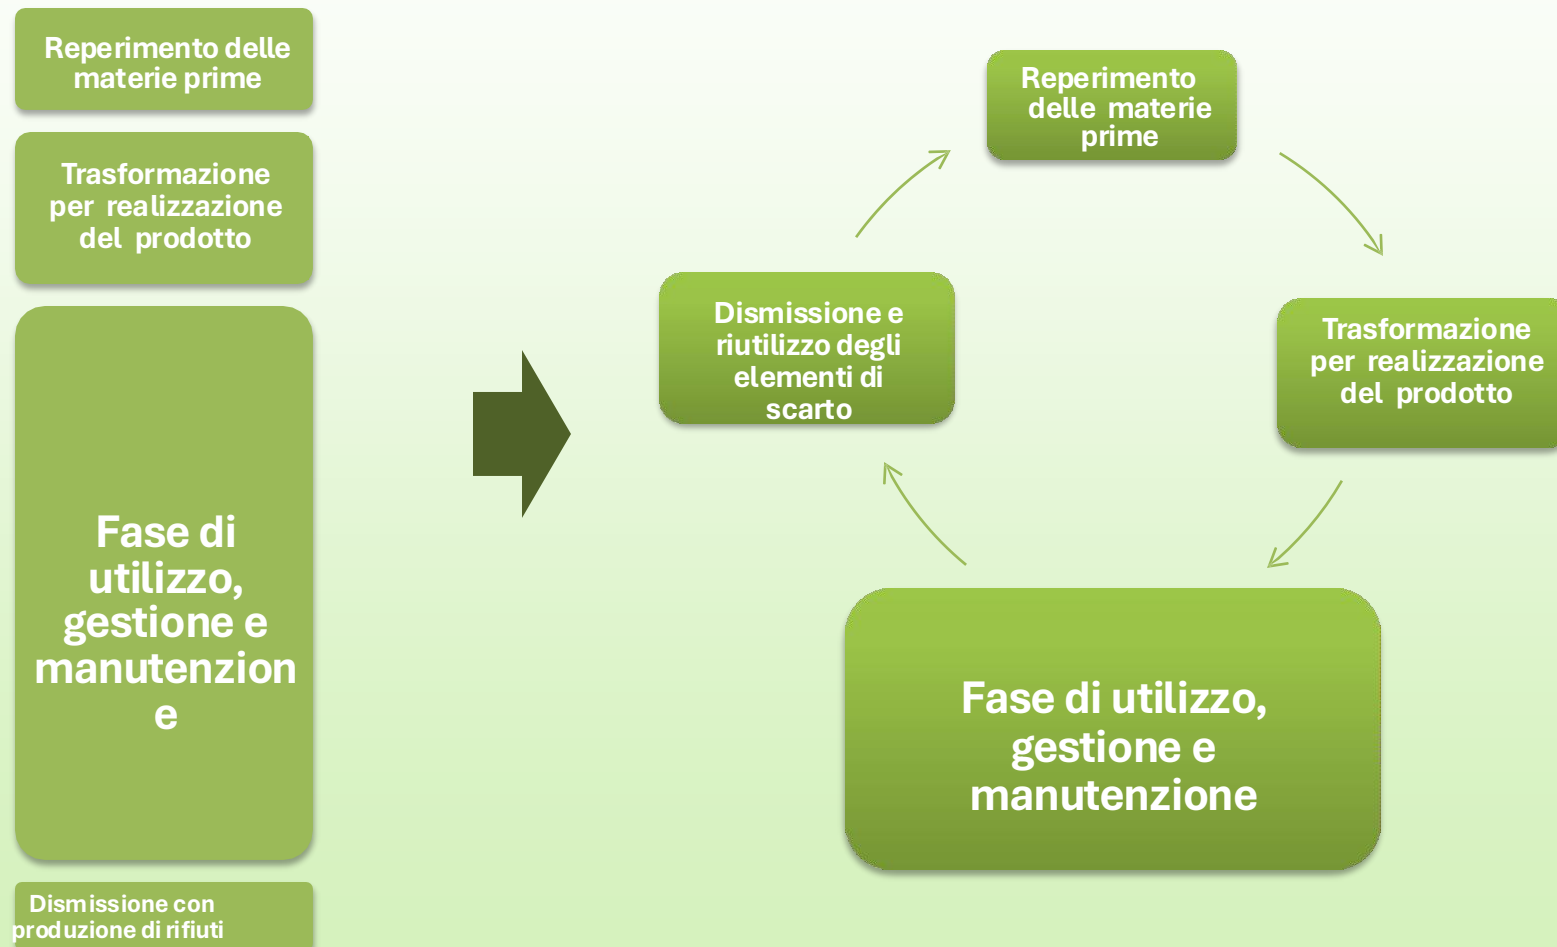 Reperimento delle
materie prime
Trasformazione
per realizzazione
del prodotto
Fase di
utilizzo,
gestione e
manutenzion
e
Dismissione con
produzione di rifiuti
Reperimento
delle materie
prime
Trasformazione
per realizzazione
del prodotto
Fase di utilizzo,
gestione e
manutenzione
Dismissione e
riutilizzo degli
elementi di
scarto